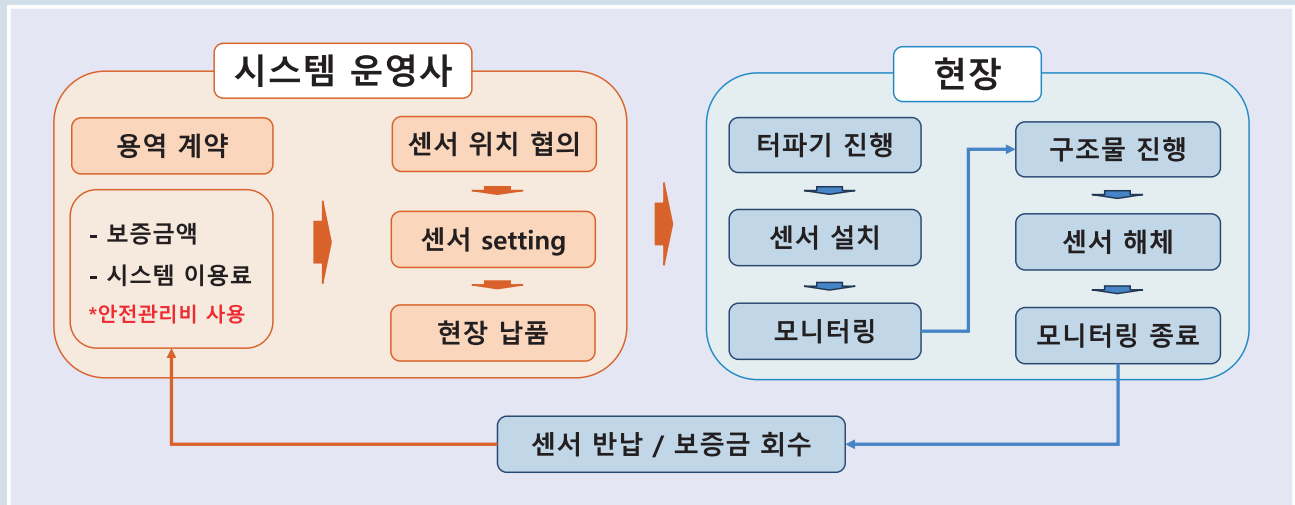 시스템 운영사
용역 계약
- 보증금액
- 시스템 이용료
*안전관리비 사용
센서 위치 협의
센서 setting
현장 납품
현장
터파기 진행
센서 설치
모니터링
구조물 진행
센서 해체
모니터링 종료
센서 반납 / 보증금 회수